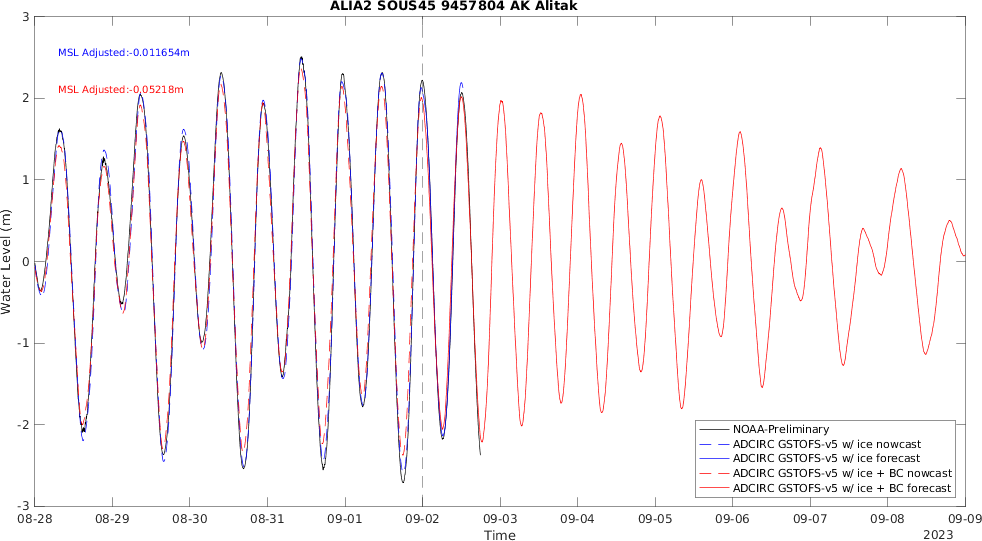 ALIA2 SOUS45 9457804 AK Alitak
MSL Adjusted:-0.011654m
MSL Adjusted:-0.05218m
3
2
1
0
-1
-2
-3
Water Level (m)
NOAA-Preliminary
ADCIRC GSTOFS-v5 w/ ice nowcast
ADCIRC GSTOFS-v5 w/ ice forecast
ADCIRC GSTOFS-v5 w/ ice + BC nowcast
ADCIRC GSTOFS-v5 w/ ice + BC forecast
08-28 08-29 08-30 08-31 09-01 09-02 09-03 09-04 09-05 09-06 09-07 09-08 09-09
Time
2023